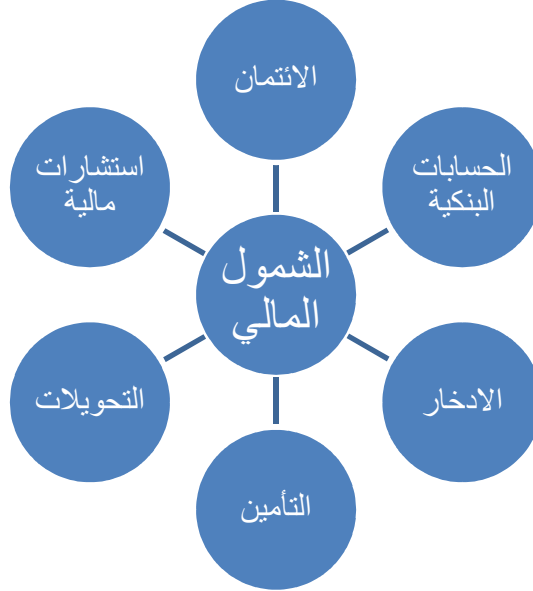 الائتمان
الحسابات
البنكية
استشارات
مالية
الشمول
المالي
الادخار
التحويلات
التأمين